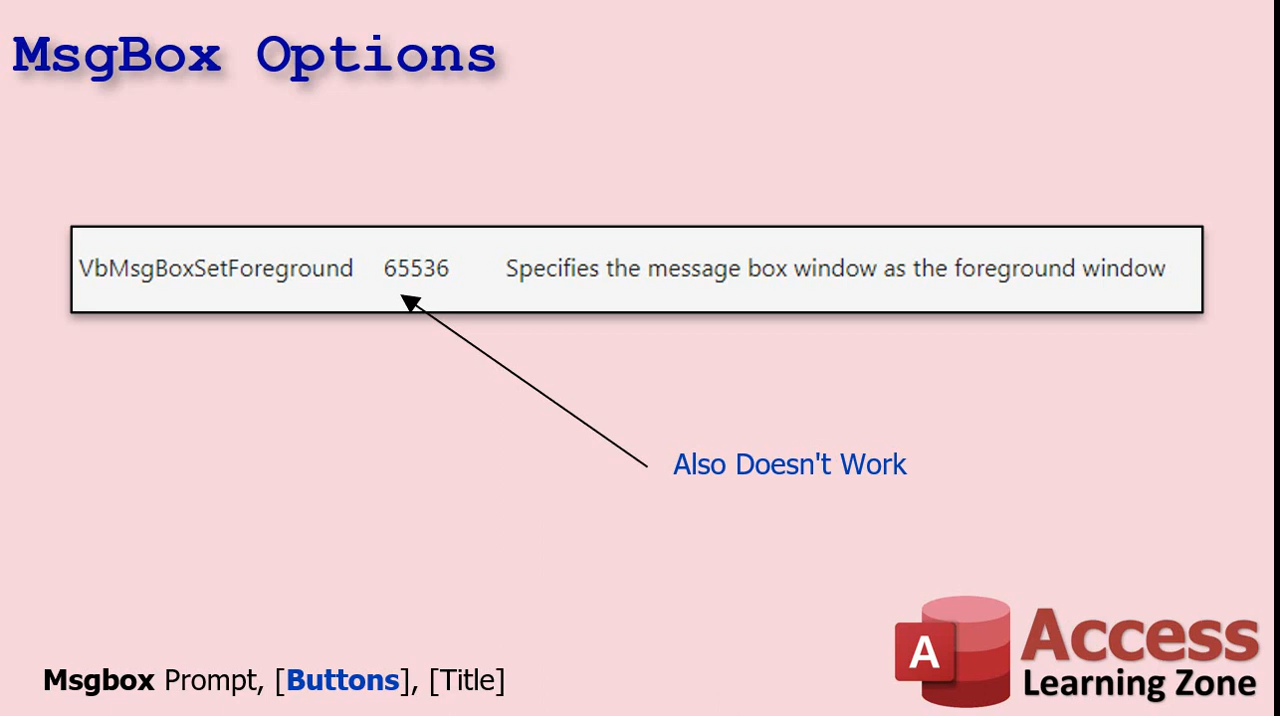 MsgBox Options
VbMsgBoxSetForeground 65536 Specifies the message box window as the foreground window
Also Doesn't Work
A Access
Learning Zone
Msgbox Prompt, [Buttons], [Title]